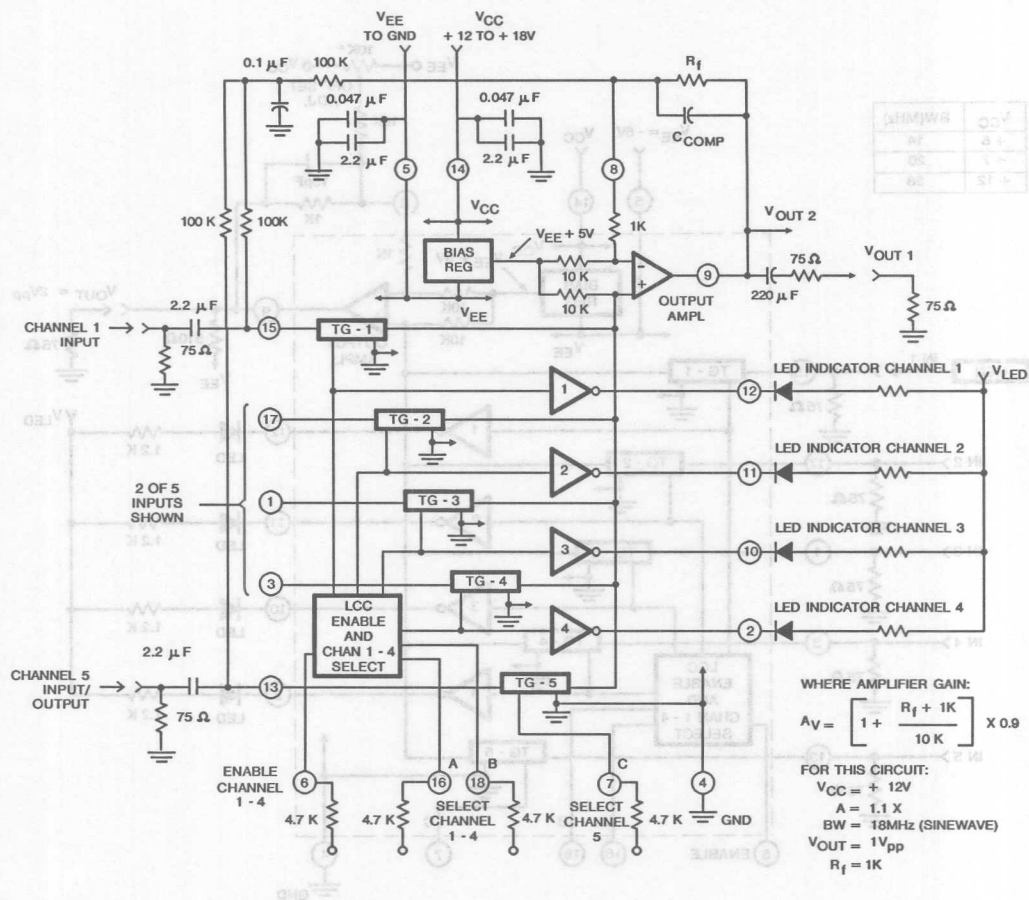 V_EE TO GND
V_CC + 12 TO + 18V
0.1 μF
100 K
R_f
C_COMP
0.047 μF
2.2 μF
0.047 μF
2.2 μF
5
14
8
100 K
100K
V_CC
BIAS REG
V_EE + 5V
V_EE
1K
10 K
10 K
−
+
9
OUTPUT AMPL
V_OUT 2
V_OUT 1
75Ω
220 μF
75Ω
CHANNEL 1 INPUT
2.2 μF
75Ω
15
TG - 1
1
12
LED INDICATOR CHANNEL 1
V_LED
17
TG - 2
2
11
LED INDICATOR CHANNEL 2
2 OF 5 INPUTS SHOWN
1
TG - 3
3
10
LED INDICATOR CHANNEL 3
3
TG - 4
4
2
LED INDICATOR CHANNEL 4
LCC ENABLE AND CHAN 1 - 4 SELECT
CHANNEL 5 INPUT/ OUTPUT
2.2 μF
75 Ω
13
TG - 5
ENABLE CHANNEL 1 - 4
6
4.7 K
16
A
4.7 K
18
B
SELECT CHANNEL 1 - 4
4.7 K
7
C
SELECT CHANNEL 5
4.7 K
4
GND
WHERE AMPLIFIER GAIN:
A_V = [1 + (R_f + 1K) / 10 K] X 0.9
FOR THIS CIRCUIT:
V_CC = + 12V
A = 1.1 X
BW = 18MHz (SINEWAVE)
V_OUT = 1V_pp
R_f = 1K